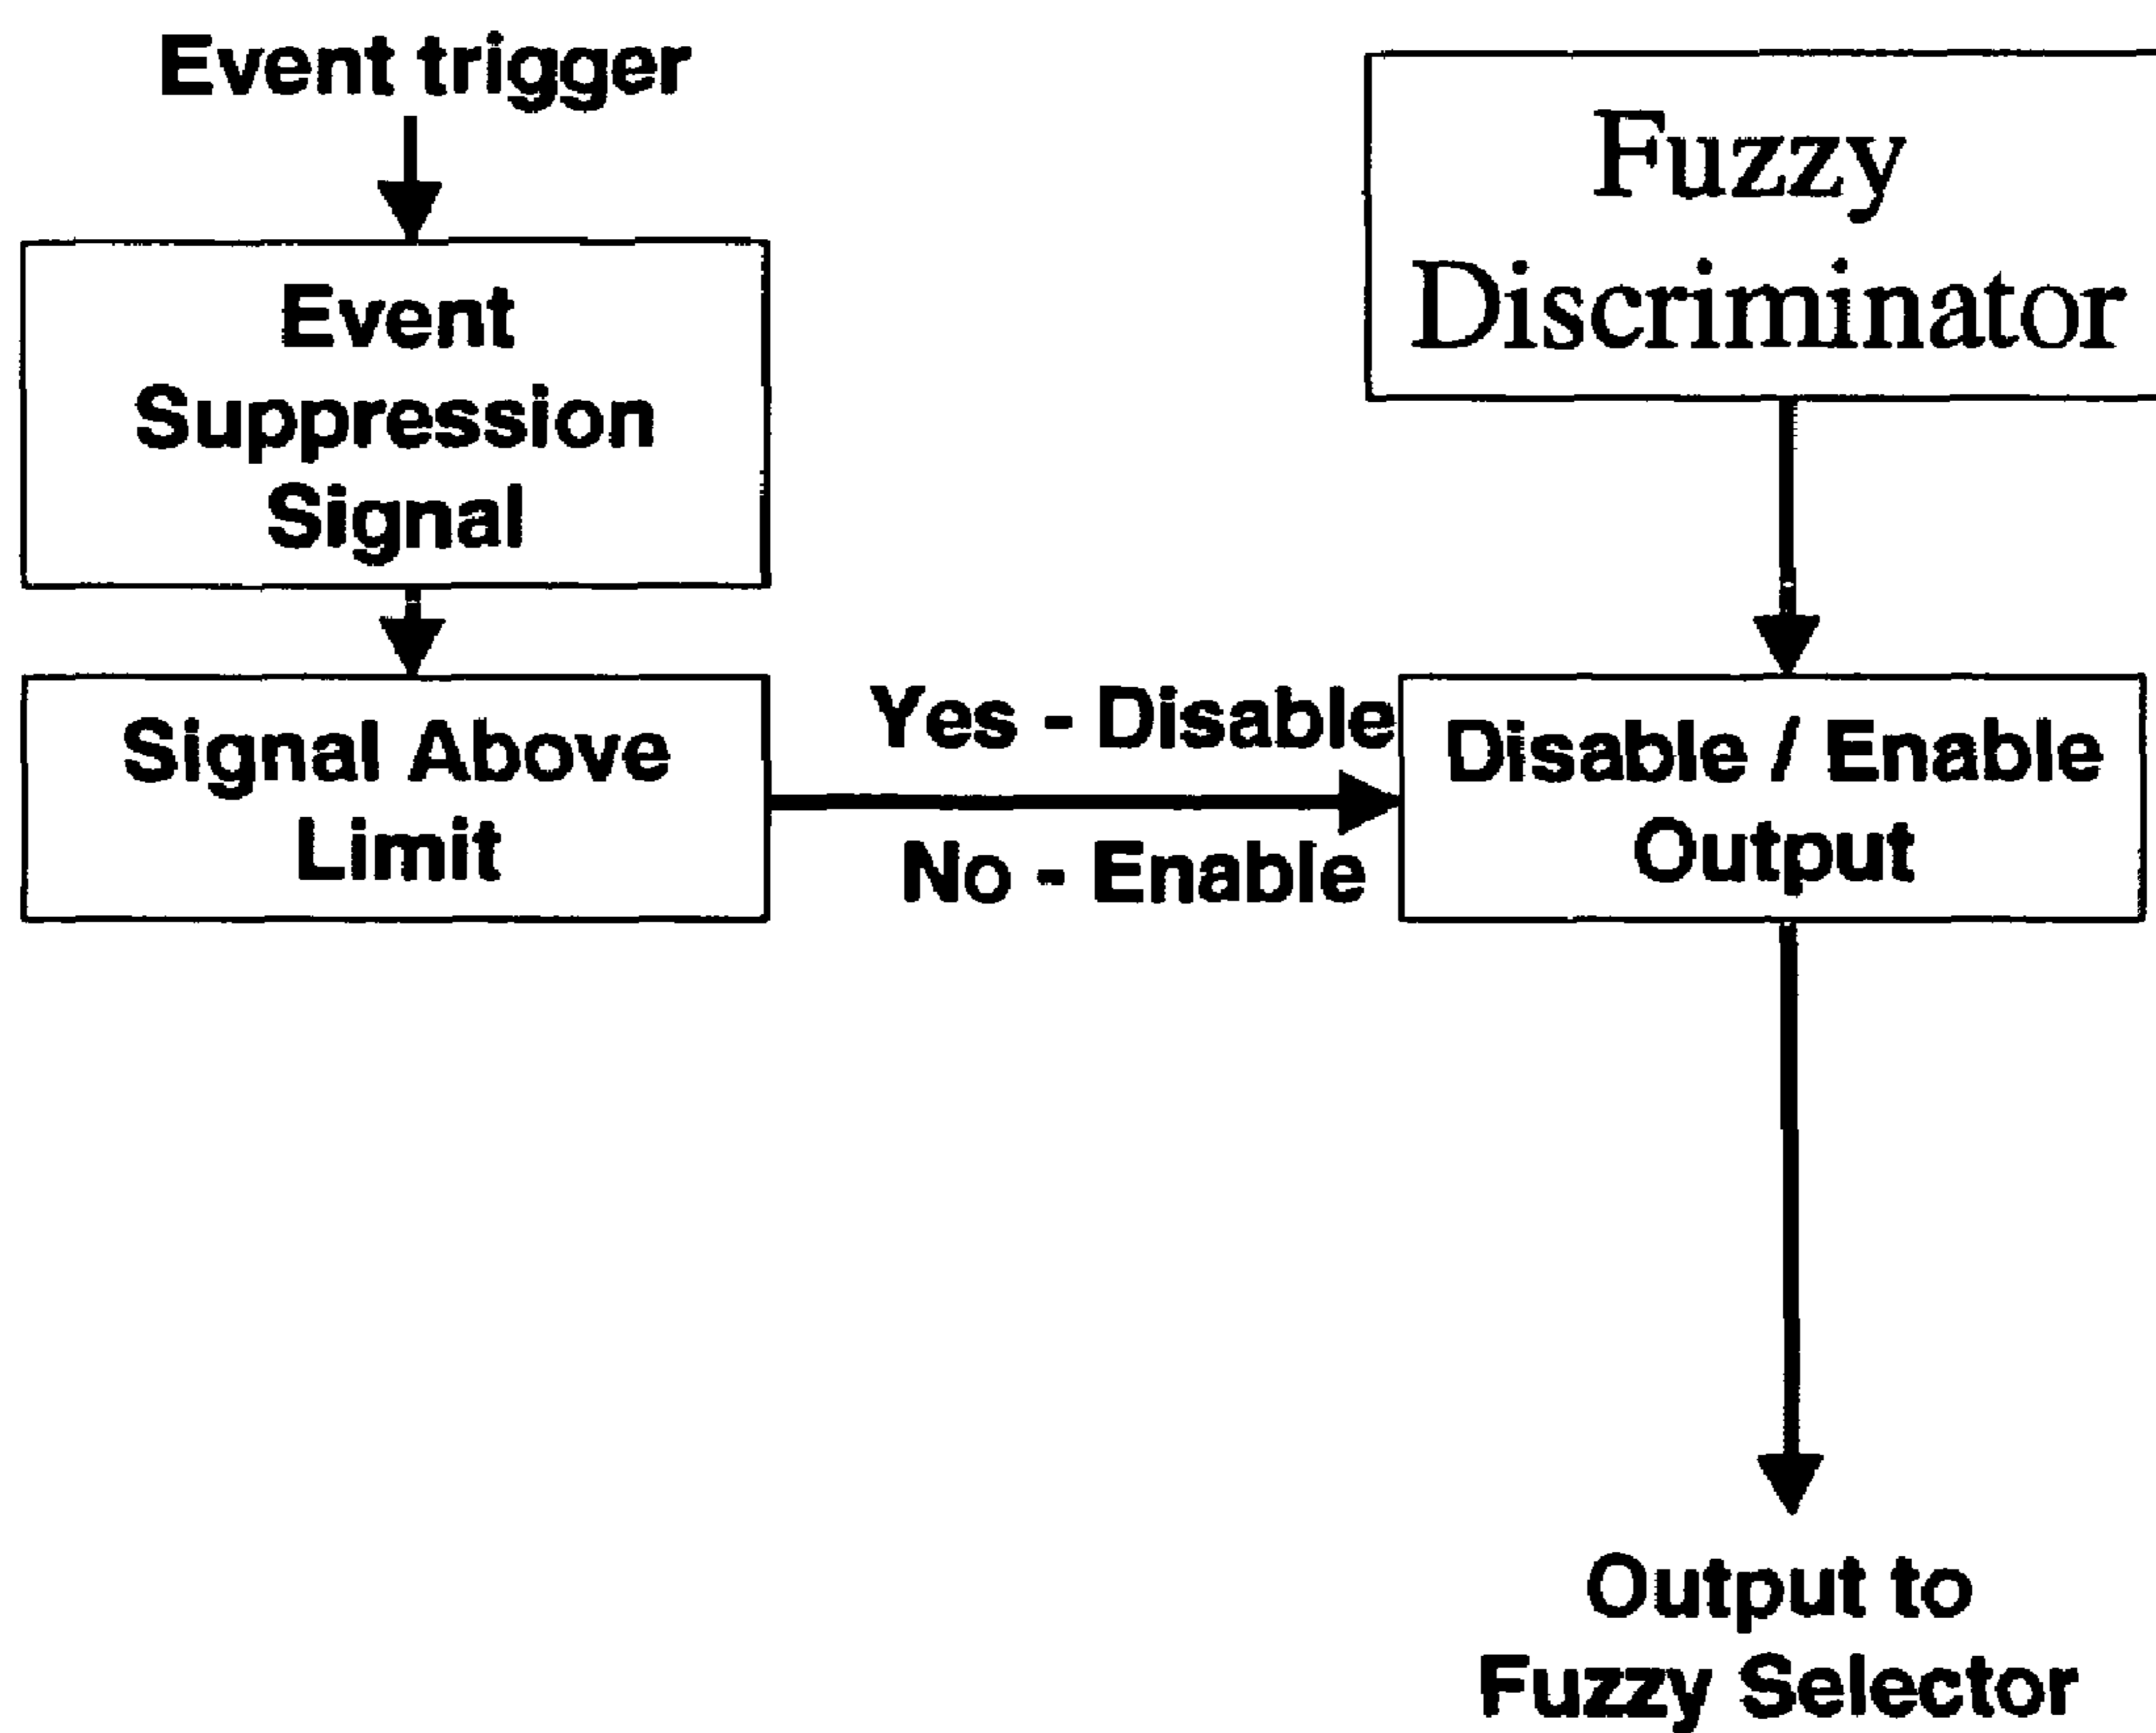 Event trigger
Event
Suppression
Signal
Signal Above
Limit
Yes - Disable
No - Enable
Fuzzy
Discriminator
Disable / Enable
Output
Output to
Fuzzy Selector